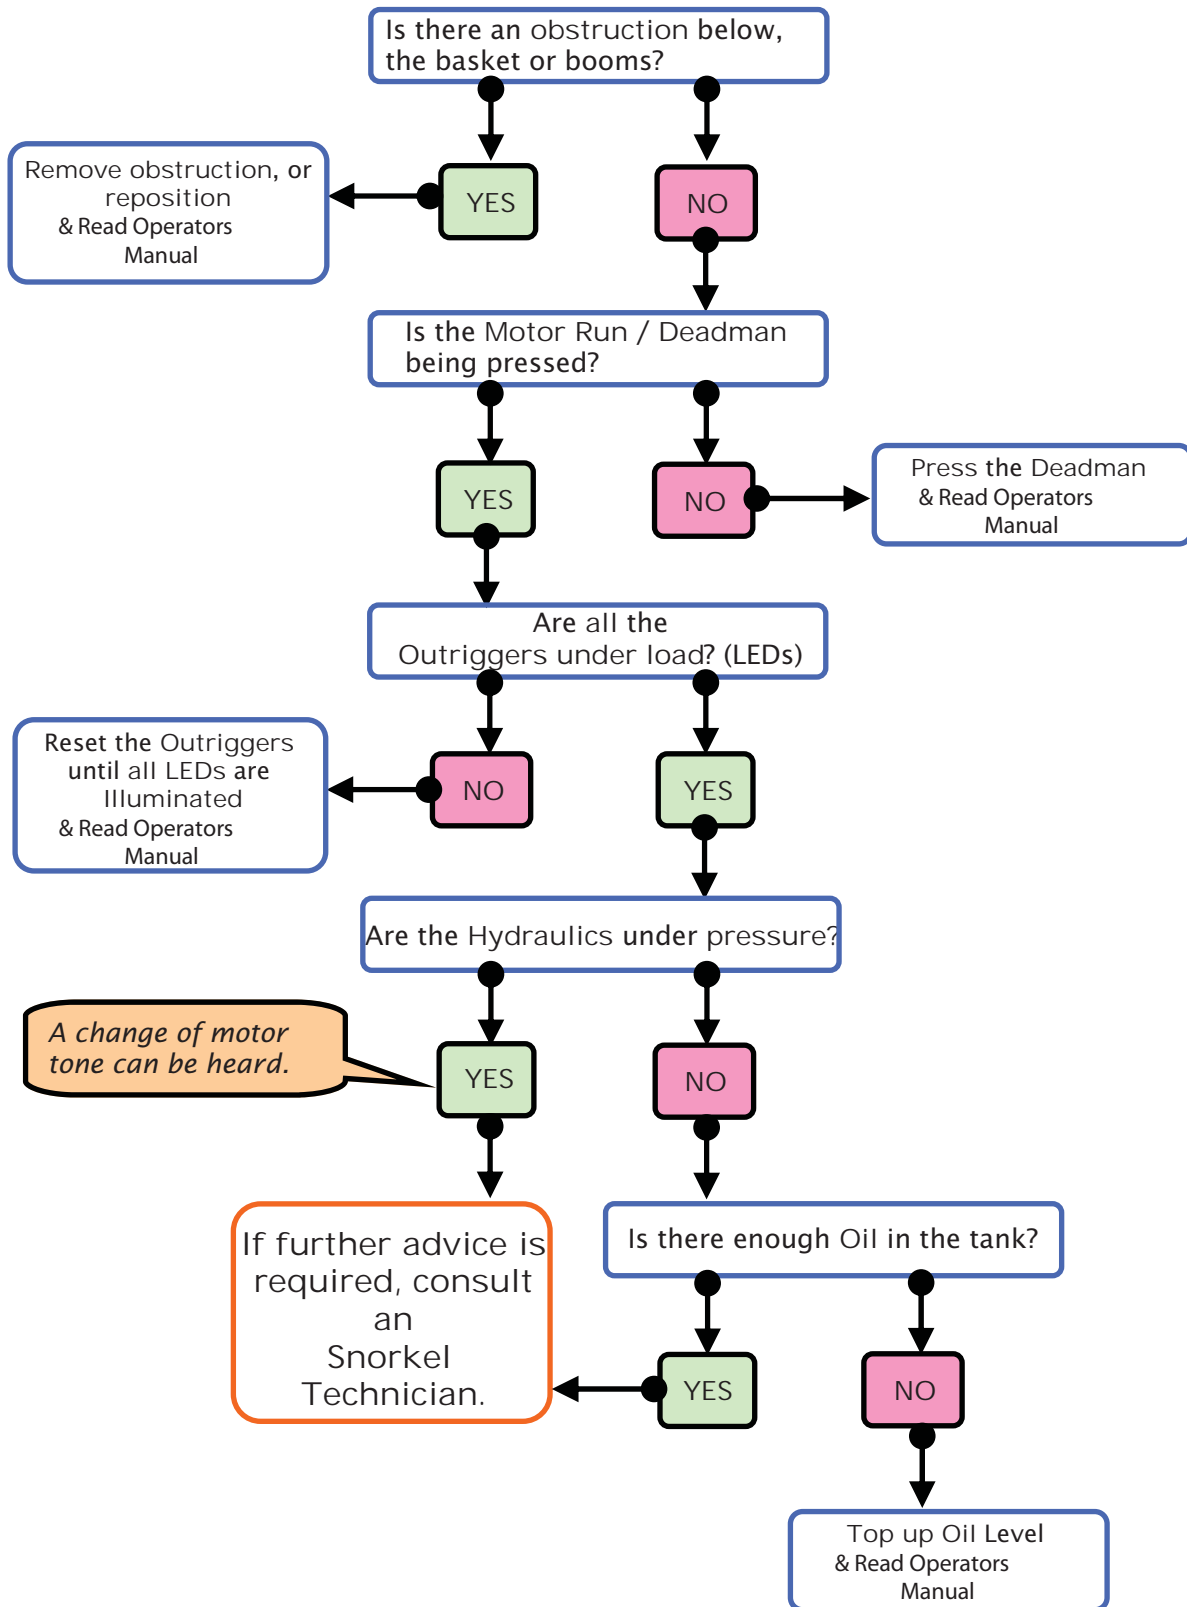 Is there an obstruction below,
the basket or booms?
Remove obstruction, or
reposition
& Read Operators
Manual
YES
NO
Is the Motor Run / Deadman
being pressed?
YES
NO
Press the Deadman
& Read Operators
Manual
Are all the
Outriggers under load? (LEDs)
Reset the Outriggers
until all LEDs are
Illuminated
& Read Operators
Manual
NO
YES
Are the Hydraulics under pressure?
A change of motor
tone can be heard.
YES
NO
If further advice is
required, consult
an
Snorkel
Technician.
Is there enough Oil in the tank?
YES
NO
Top up Oil Level
& Read Operators
Manual